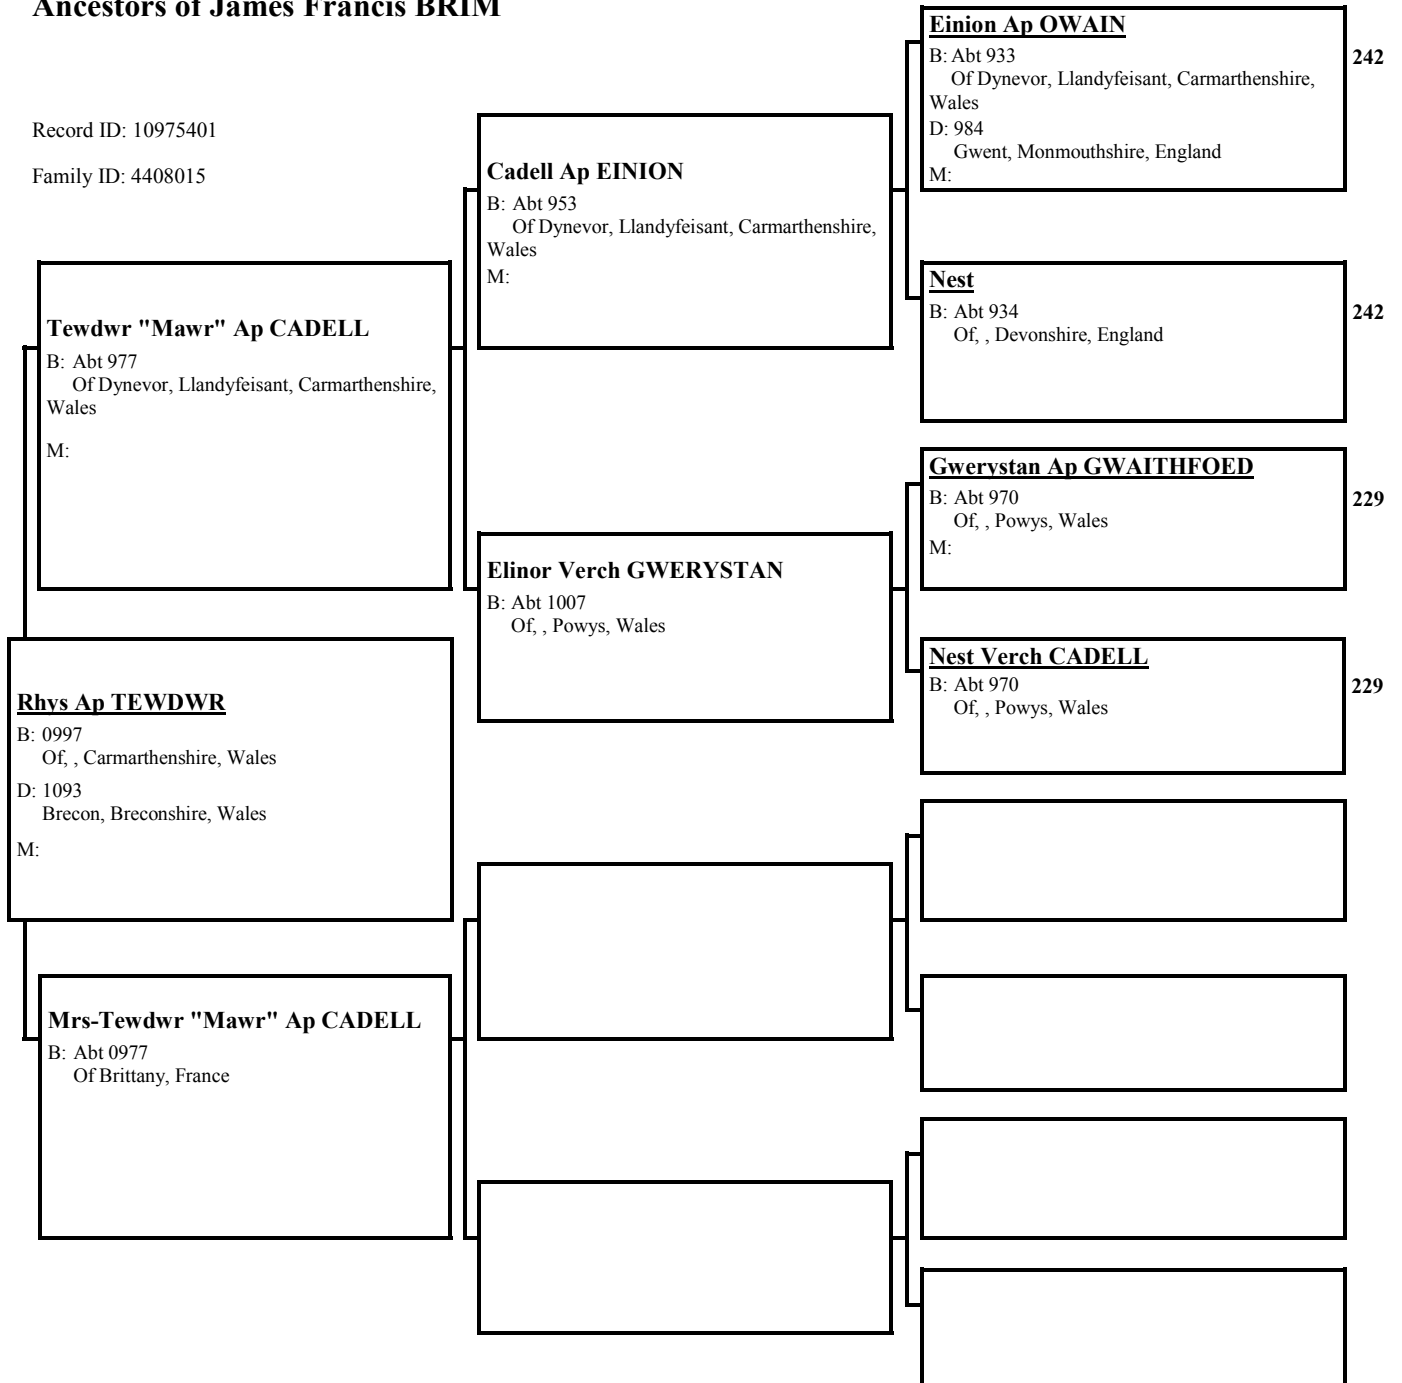 Ancestors of James Francis BRIM
Record ID: 10975401
Family ID: 4408015
Tewdwr "Mawr" Ap CADELL
B: Abt 977
Of Dynevor, Llandyfeisant, Carmarthenshire,
Wales
M:
Rhys Ap TEWDWR
B: 0997
Of, , Carmarthenshire, Wales
D: 1093
Brecon, Breconshire, Wales
M:
Mrs-Tewdwr "Mawr" Ap CADELL
B: Abt 0977
Of Brittany, France
Cadell Ap EINION
B: Abt 953
Of Dynevor, Llandyfeisant, Carmarthenshire,
Wales
M:
Elinor Verch GWERYSTAN
B: Abt 1007
Of, , Powys, Wales
Einion Ap OWAIN
B: Abt 933
Of Dynevor, Llandyfeisant, Carmarthenshire,
Wales
D: 984
Gwent, Monmouthshire, England
M:
242
Nest
B: Abt 934
Of, , Devonshire, England
242
Gwerystan Ap GWAITHFOED
B: Abt 970
Of, , Powys, Wales
M:
229
Nest Verch CADELL
B: Abt 970
Of, , Powys, Wales
229